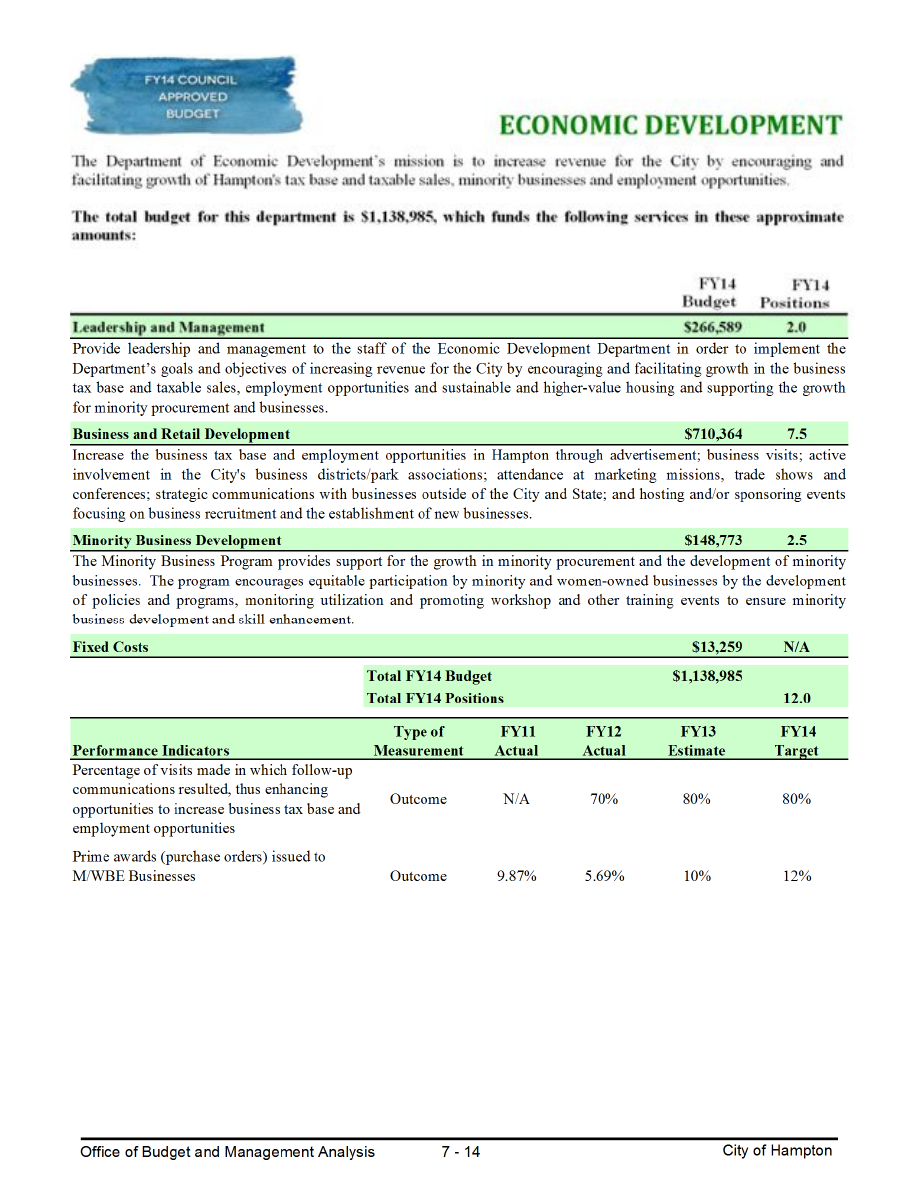 FY14 COUNCIL
APPROVED
BUDGET
ECONOMIC DEVELOPMENT
The Department of Economic Development's mission is to increase revenue for the City by encouraging and
facilitating growth of Hampton's tax base and taxable sales, minority businesses and employment opportunities.
The total budget for this department is $1,138,985, which funds the following services in these approximate
amounts:
FY14 FY14
Budget Positions
Leadership and Management $266,589 2.0
Provide leadership and management to the staff of the Economic Development Department in order to implement the
Department’s goals and objectives of increasing revenue for the City by encouraging and facilitating growth in the business
tax base and taxable sales, employment opportunities and sustainable and higher-value housing and supporting the growth
for minority procurement and businesses.
Business and Retail Development $710,364 7.5
Increase the business tax base and employment opportunities in Hampton through advertisement; business visits; active
involvement in the City's business districts/park associations; attendance at marketing missions, trade shows and
conferences; strategic communications with businesses outside of the City and State; and hosting and/or sponsoring events
focusing on business recruitment and the establishment of new businesses.
Minority Business Development $148,773 2.5
The Minority Business Program provides support for the growth in minority procurement and the development of minority
businesses. The program encourages equitable participation by minority and women-owned businesses by the development
of policies and programs, monitoring utilization and promoting workshop and other training events to ensure minority
business development and skill enhancement.
Fixed Costs $13,259 N/A
Total FY14 Budget $1,138,985
Total FY14 Positions 12.0
Type of FY11 FY12 FY13 FY14
Performance Indicators Measurement Actual Actual Estimate Target
Percentage of visits made in which follow-up
communications resulted, thus enhancing
opportunities to increase business tax base and
employment opportunities
Outcome N/A 70% 80% 80%
Prime awards (purchase orders) issued to
M/WBE Businesses Outcome 9.87% 5.69% 10% 12%
Office of Budget and Management Analysis 7 - 14 City of Hampton